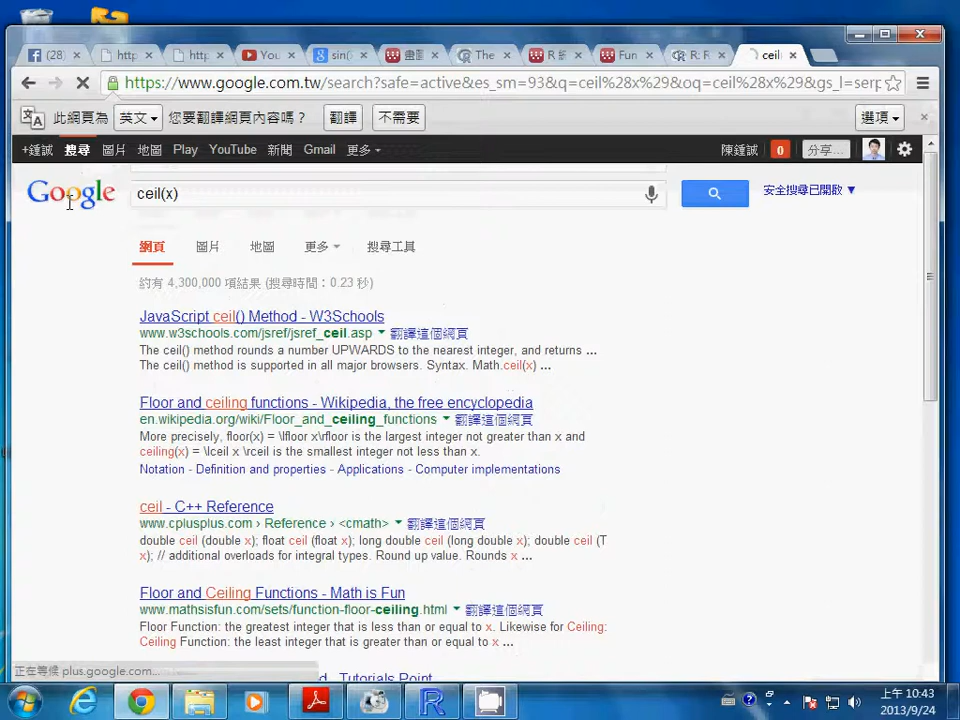 (28)
http
http
You
sin(
畫圖
The
R 統
Fun
R: R
ceil
https://www.google.com.tw/search?safe=active&es_sm=93&q=ceil%28x%29&oq=ceil%28x%29&gs_l=serp
此網頁為 英文 您要翻譯網頁內容嗎？ 翻譯 不需要 選項
+鍾誠 搜尋 圖片 地圖 Play YouTube 新聞 Gmail 更多 陳鍾誠 0 分享...
Google ceil(x) 安全搜尋已開啟
網頁 圖片 地圖 更多 搜尋工具
約有 4,300,000 項結果 (搜尋時間：0.23 秒)
JavaScript ceil() Method - W3Schools
www.w3schools.com/jsref/jsref_ceil.asp 翻譯這個網頁
The ceil() method rounds a number UPWARDS to the nearest integer, and returns ...
The ceil() method is supported in all major browsers. Syntax. Math.ceil(x) ...
Floor and ceiling functions - Wikipedia, the free encyclopedia
en.wikipedia.org/wiki/Floor_and_ceiling_functions 翻譯這個網頁
More precisely, floor(x) = \lfloor x\rfloor is the largest integer not greater than x and
ceiling(x) = \lceil x \rceil is the smallest integer not less than x.
Notation - Definition and properties - Applications - Computer implementations
ceil - C++ Reference
www.cplusplus.com › Reference › <cmath> 翻譯這個網頁
double ceil (double x); float ceil (float x); long double ceil (long double x); double ceil (T
x); // additional overloads for integral types. Round up value. Rounds x ...
Floor and Ceiling Functions - Math is Fun
www.mathsisfun.com/sets/function-floor-ceiling.html 翻譯這個網頁
Floor Function: the greatest integer that is less than or equal to x. Likewise for Ceiling:
Ceiling Function: the least integer that is greater than or equal to x ...
Tutorials Point
正在等候 plus.google.com...
上午 10:43
2013/9/24